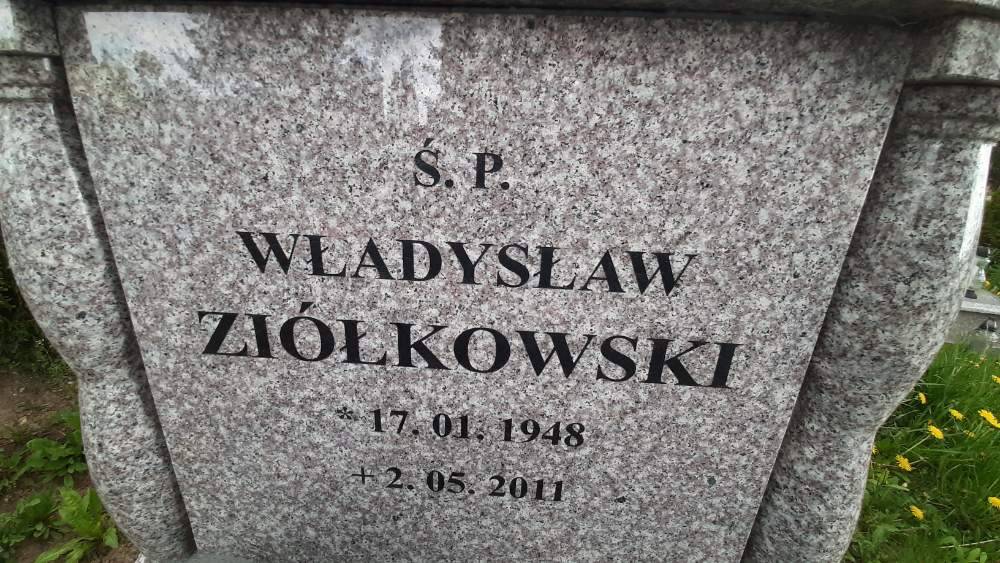 Ś. P.
WŁADYSŁAW
ZIÓŁKOWSKI
* 17. 01. 1948
+ 2. 05. 2011